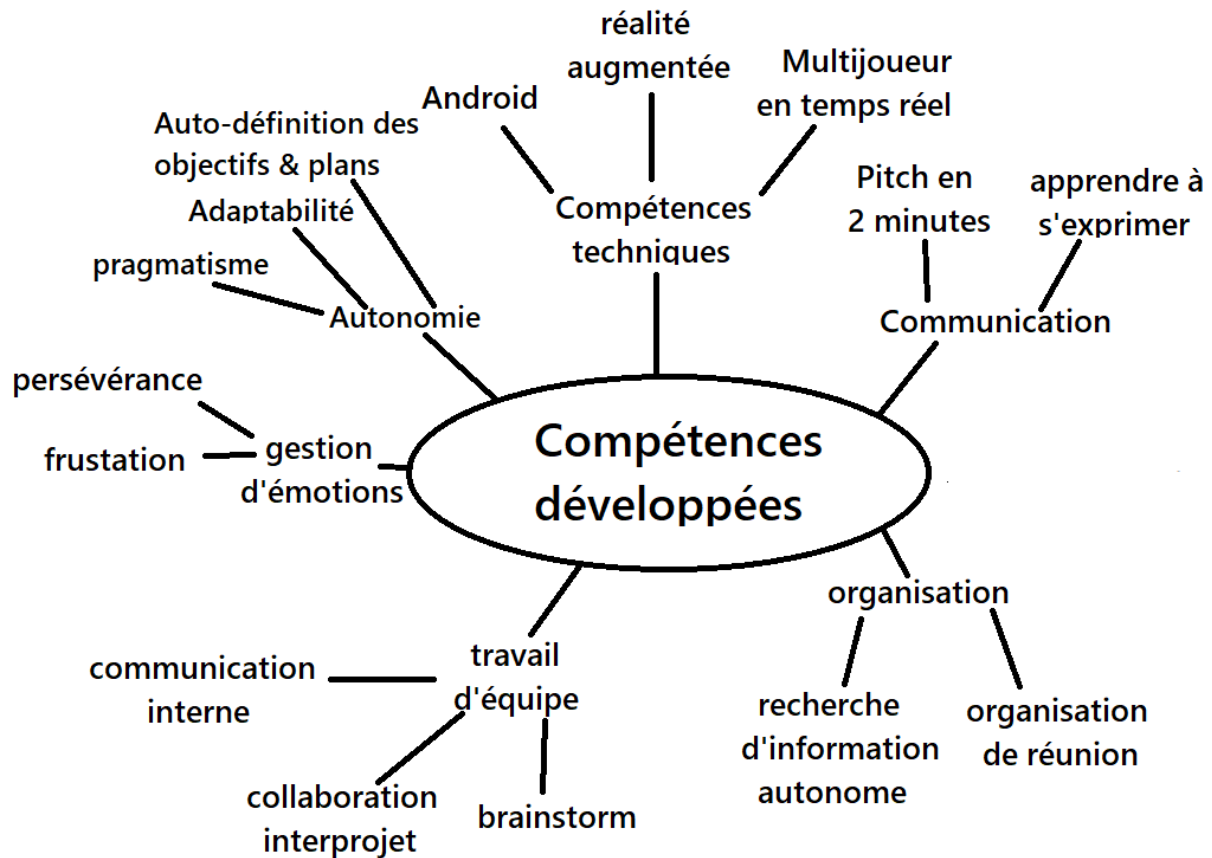 réalité
augmentée
Multijoueur
en temps réel
Android
Auto-définition des
objectifs & plans
Adaptabilité
pragmatisme
Autonomie
Compétences
techniques
Pitch en
2 minutes
apprendre à
s'exprimer
Communication
persévérance
frustation
gestion
d'émotions
Compétences
développées
organisation
recherche
d'information
autonome
organisation
de réunion
travail
d'équipe
communication
interne
collaboration
interprojet
brainstorm